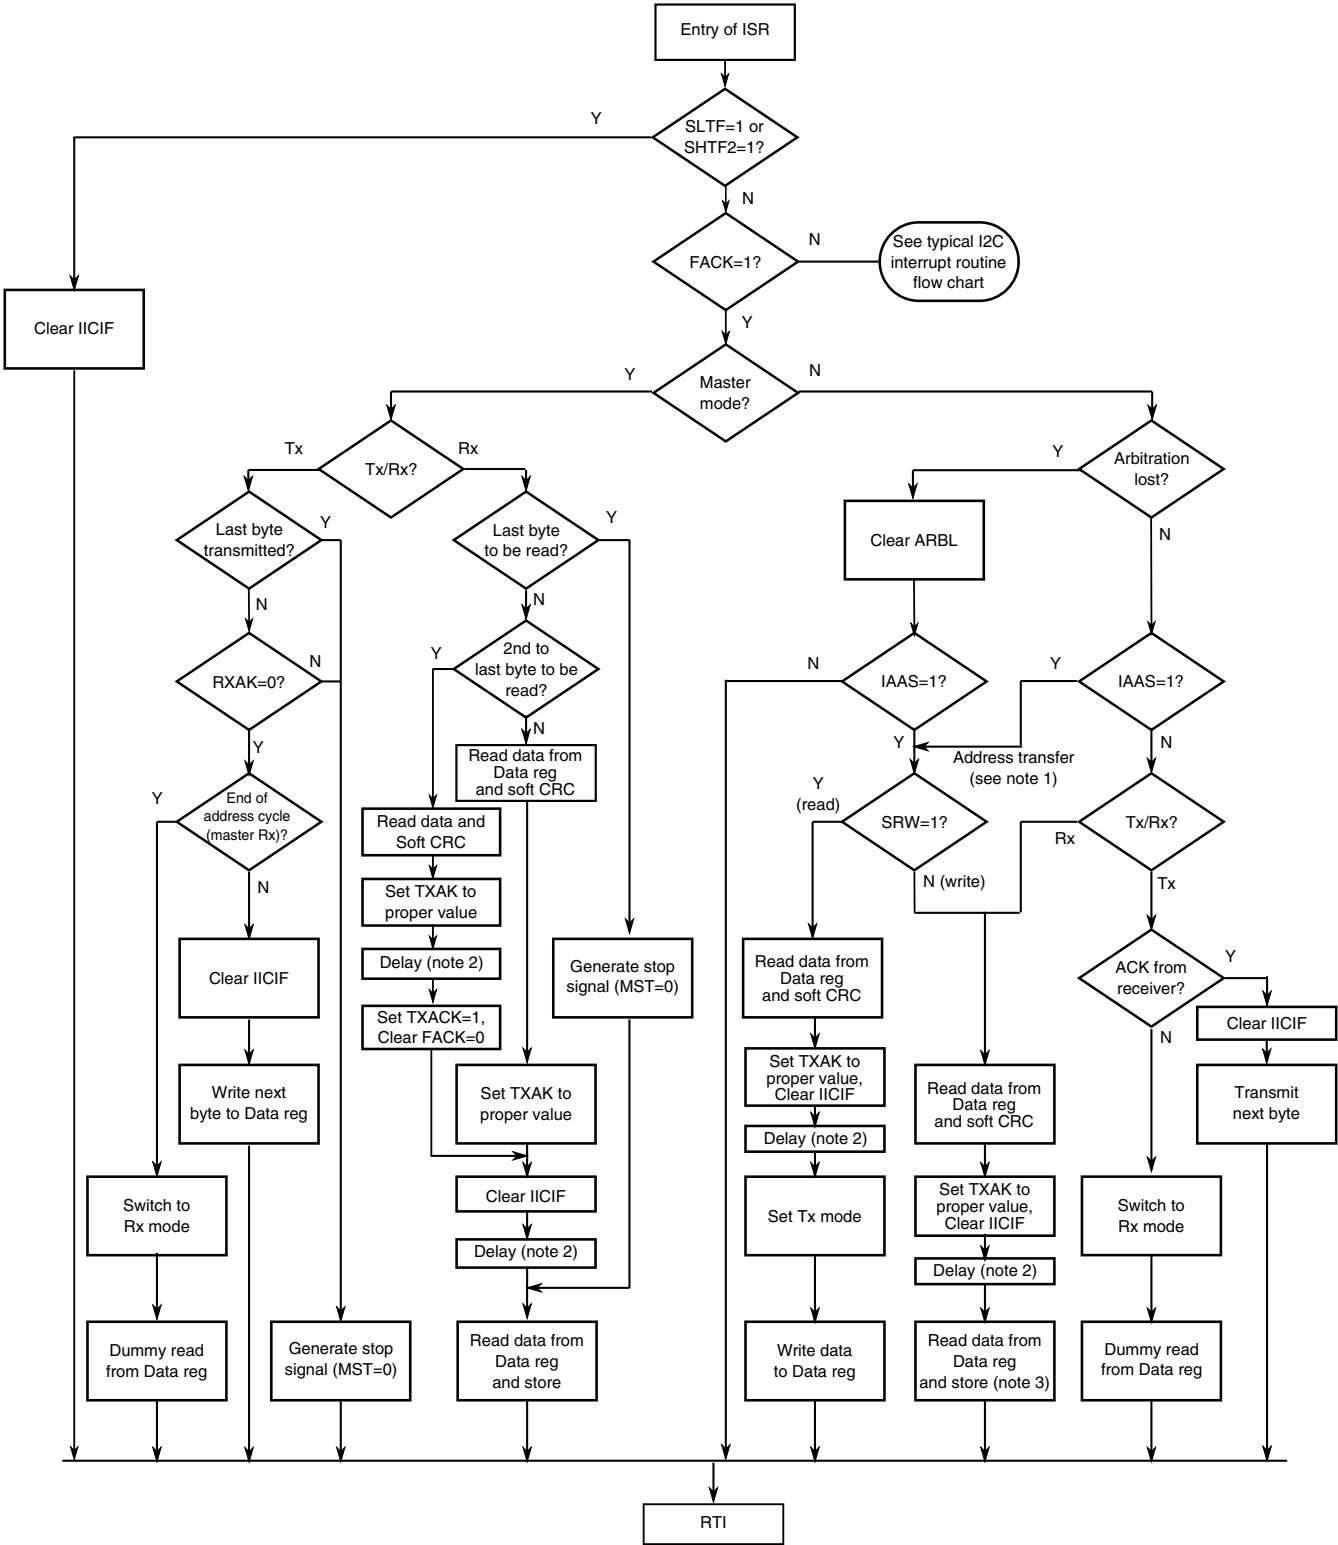 Entry of ISR
Y
SLTF=1 or
SHTF2=1?
N
FACK=1?
N
See typical I2C
interrupt routine
flow chart
Clear IICIF
Y
Y
Master
mode?
N
Tx
Tx/Rx?
Rx
Y
Arbitration
lost?
Last byte
transmitted?
Y
Last byte
to be read?
Y
Clear ARBL
N
N
N
RXAK=0?
N
Y
2nd to
last byte to be
read?
N
IAAS=1?
Y
IAAS=1?
Y
N
Y
N
Read data from
Data reg
and soft CRC
Address transfer
(see note 1)
Y
End of
address cycle
(master Rx)?
Y
(read)
SRW=1?
Rx
Tx/Rx?
Read data and
Soft CRC
N
Set TXAK to
proper value
N (write)
Tx
Clear IICIF
Delay (note 2)
Generate stop
signal (MST=0)
Read data from
Data reg
and soft CRC
ACK from
receiver?
Y
Set TXACK=1,
Clear FACK=0
Clear IICIF
N
Write next
byte to Data reg
Set TXAK to
proper value
Set TXAK to
proper value,
Clear IICIF
Read data from
Data reg
and soft CRC
Transmit
next byte
Delay (note 2)
Switch to
Rx mode
Clear IICIF
Set Tx mode
Set TXAK to
proper value,
Clear IICIF
Switch to
Rx mode
Delay (note 2)
Delay (note 2)
Dummy read
from Data reg
Generate stop
signal (MST=0)
Read data from
Data reg
and store
Write data
to Data reg
Read data from
Data reg
and store (note 3)
Dummy read
from Data reg
RTI